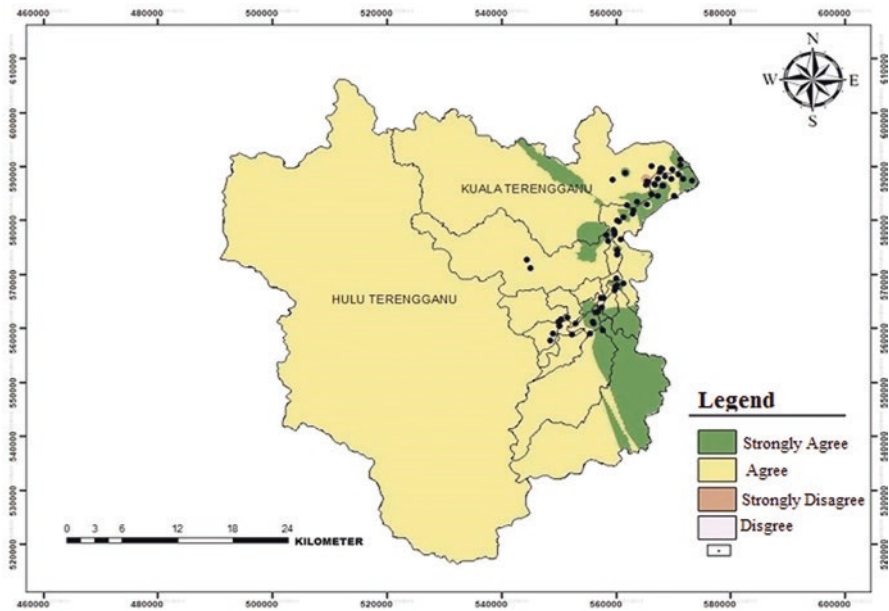 460000 480000 500000 520000 540000 560000 580000 600000
610000 610000
600000 600000
590000 590000
580000 580000
570000 570000
560000 560000
550000 550000
540000 540000
530000 530000
520000 520000
N
W E
S
KUALA TERENGGANU
HULU TERENGGANU
Legend
Strongly Agree
Agree
Strongly Disagree
Disgree
0 3 6 12 18 24
KILOMETER
460000 480000 500000 520000 540000 560000 580000 600000